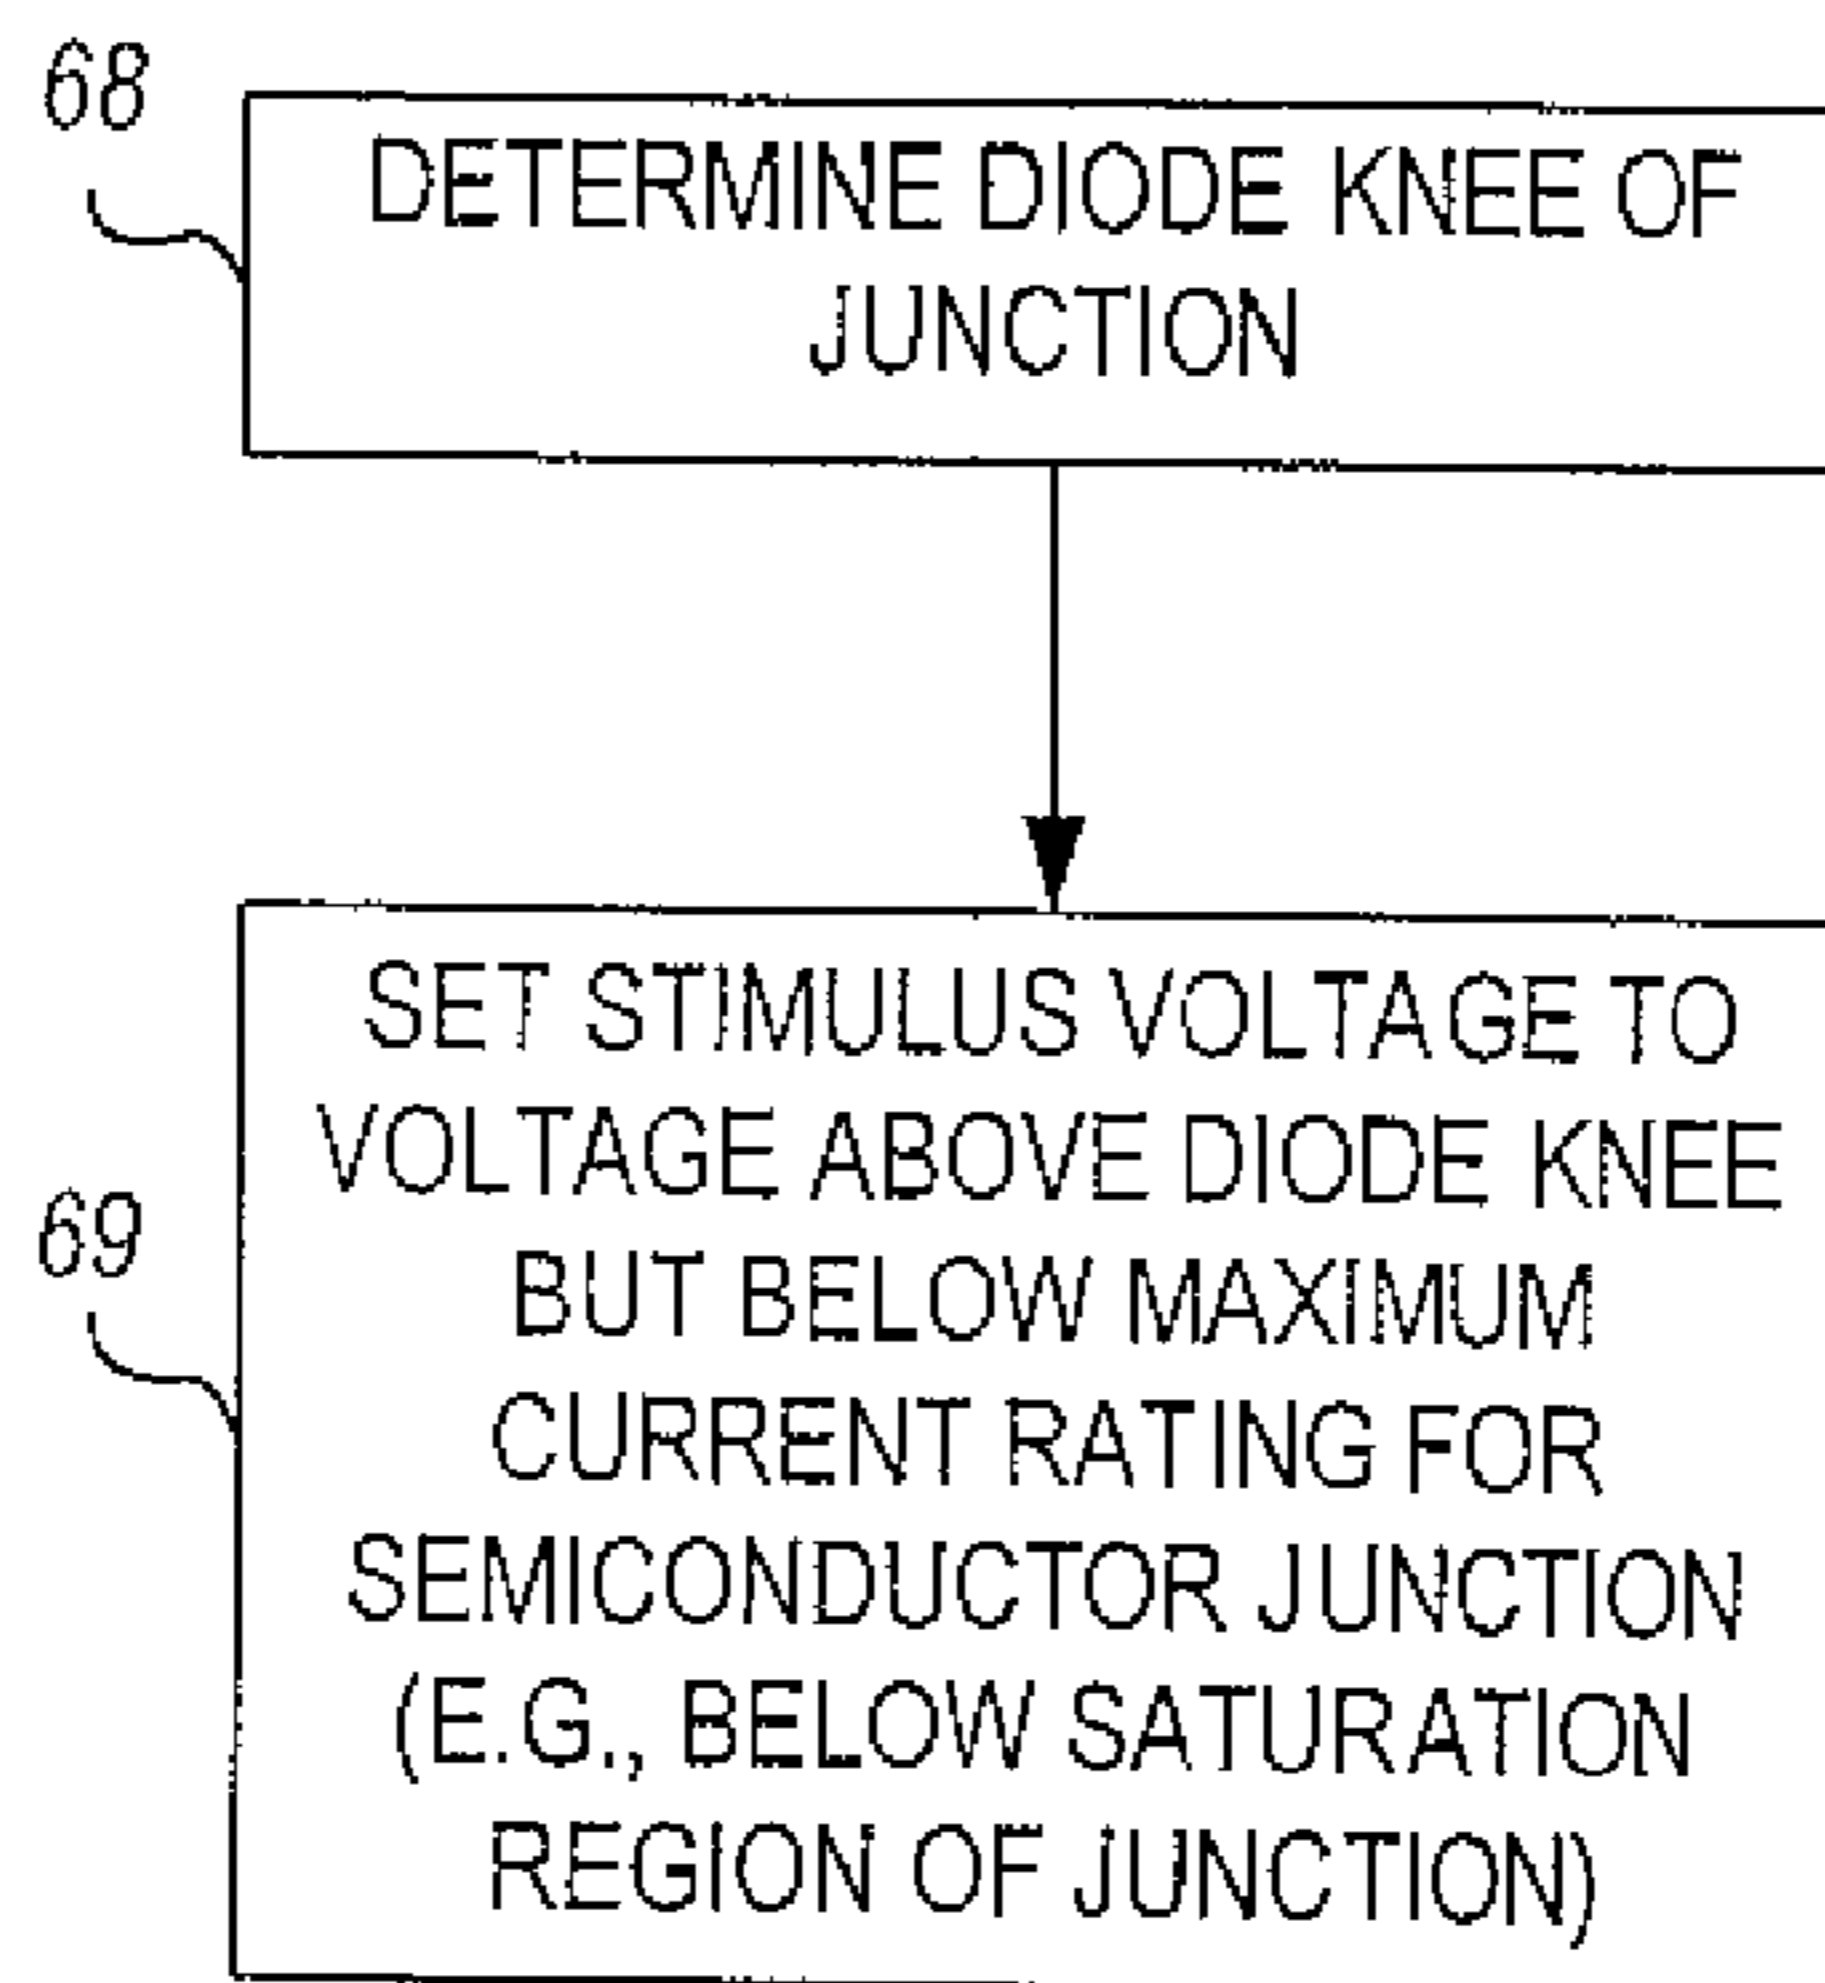 68
DETERMINE DIODE KNEE OF
JUNCTION
69
SET STIMULUS VOLTAGE TO
VOLTAGE ABOVE DIODE KNEE
BUT BELOW MAXIMUM
CURRENT RATING FOR
SEMICONDUCTOR JUNCTION
(E.G., BELOW SATURATION
REGION OF JUNCTION)